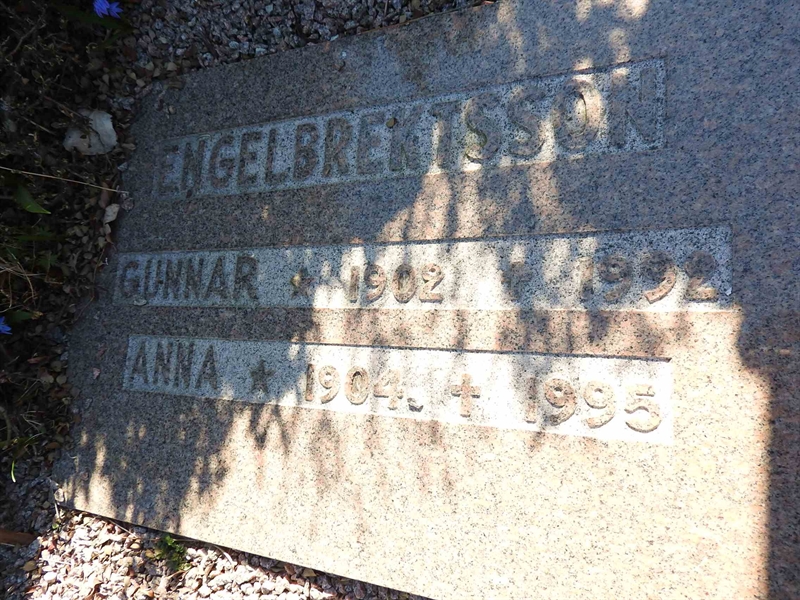 ENGELBREKTSSON
GUNNAR ★ 1902 ✝ 1992
ANNA ★ 1904 ✝ 1995